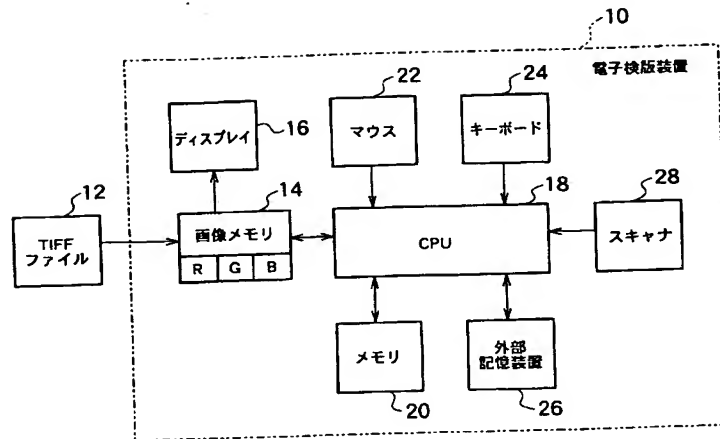 10
電子検版装置
22
24
マウス
キーボード
ディスプレイ
16
12
14
18
28
TIFF
ファイル
画像メモリ
R G B
CPU
スキャナ
メモリ
外部
記憶装置
20
26